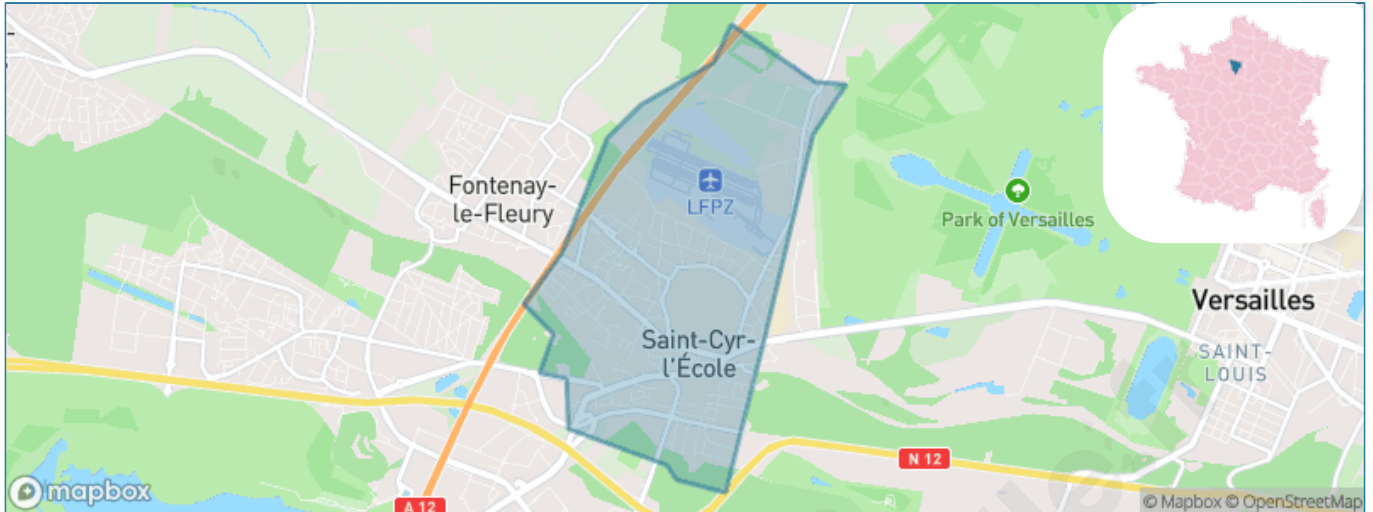 Fontenay-
le-Fleury
LFPZ
Park of Versailles
Versailles
Saint-Cyr-
l'École
SAINT-
LOUIS
N 12
A 12
mapbox
© Mapbox © OpenStreetMap